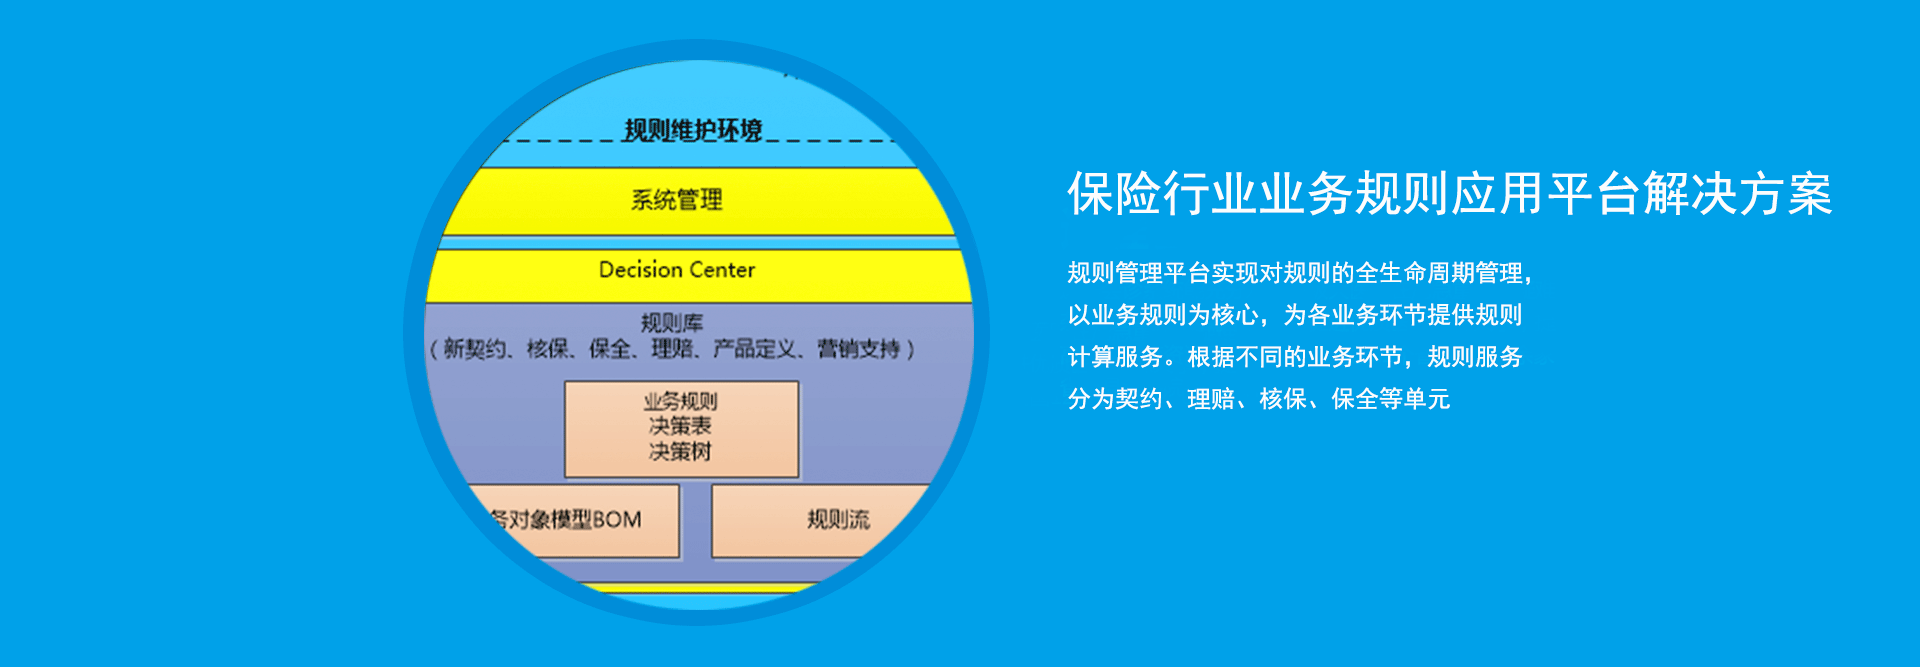 规则维护环境
系统管理
Decision Center
规则库
（新契约、核保、保全、理赔、产品定义、营销支持）
业务规则
决策表
决策树
务对象模型BOM
规则流
保险行业业务规则应用平台解决方案
规则管理平台实现对规则的全生命周期管理，
以业务规则为核心，为各业务环节提供规则
计算服务。根据不同的业务环节，规则服务
分为契约、理赔、核保、保全等单元